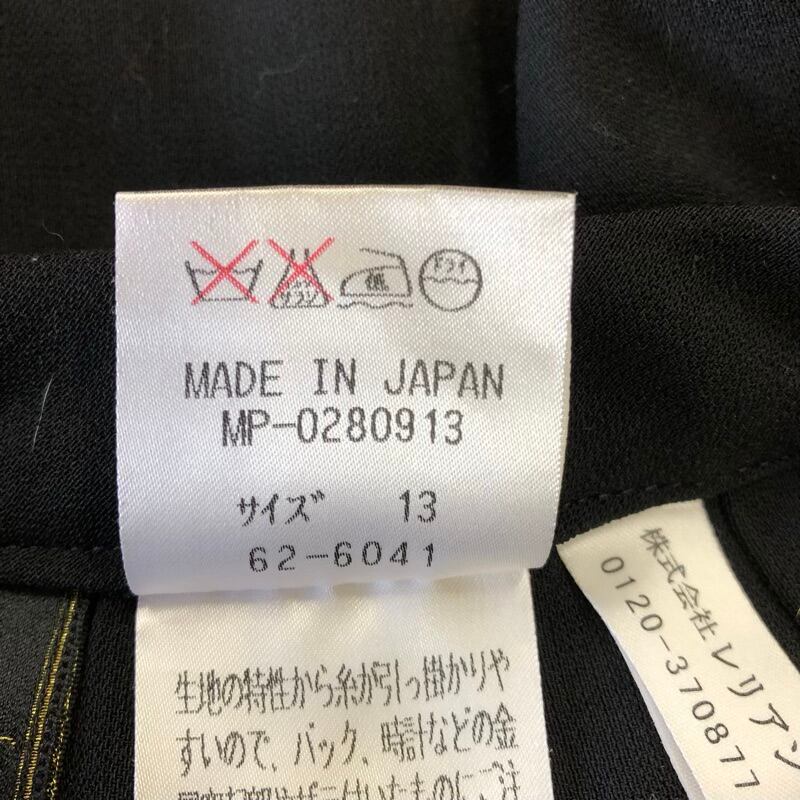 低
ドライ
MADE IN JAPAN
MP-0280913
サイズ 13
62-6041
生地の特性から糸が引っ掛かりや
すいので、バック、時計などの金
株式会社レリアン
0120-370877